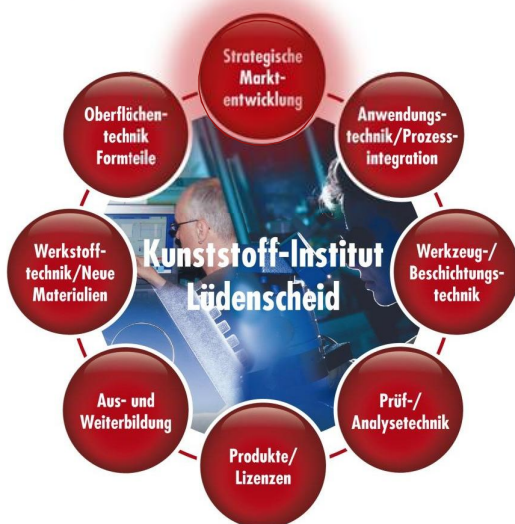 Strategische
Markt-
entwicklung
Anwendungs-
technik/Prozess-
integration
Werkzeug-/
Beschichtungs-
technik
Prüf-/
Analysetechnik
Produkte/
Lizenzen
Aus- und
Weiterbildung
Werkstoff-
technik/Neue
Materialien
Oberflächen-
technik
Formteile
Kunststoff-Institut
Lüdenscheid